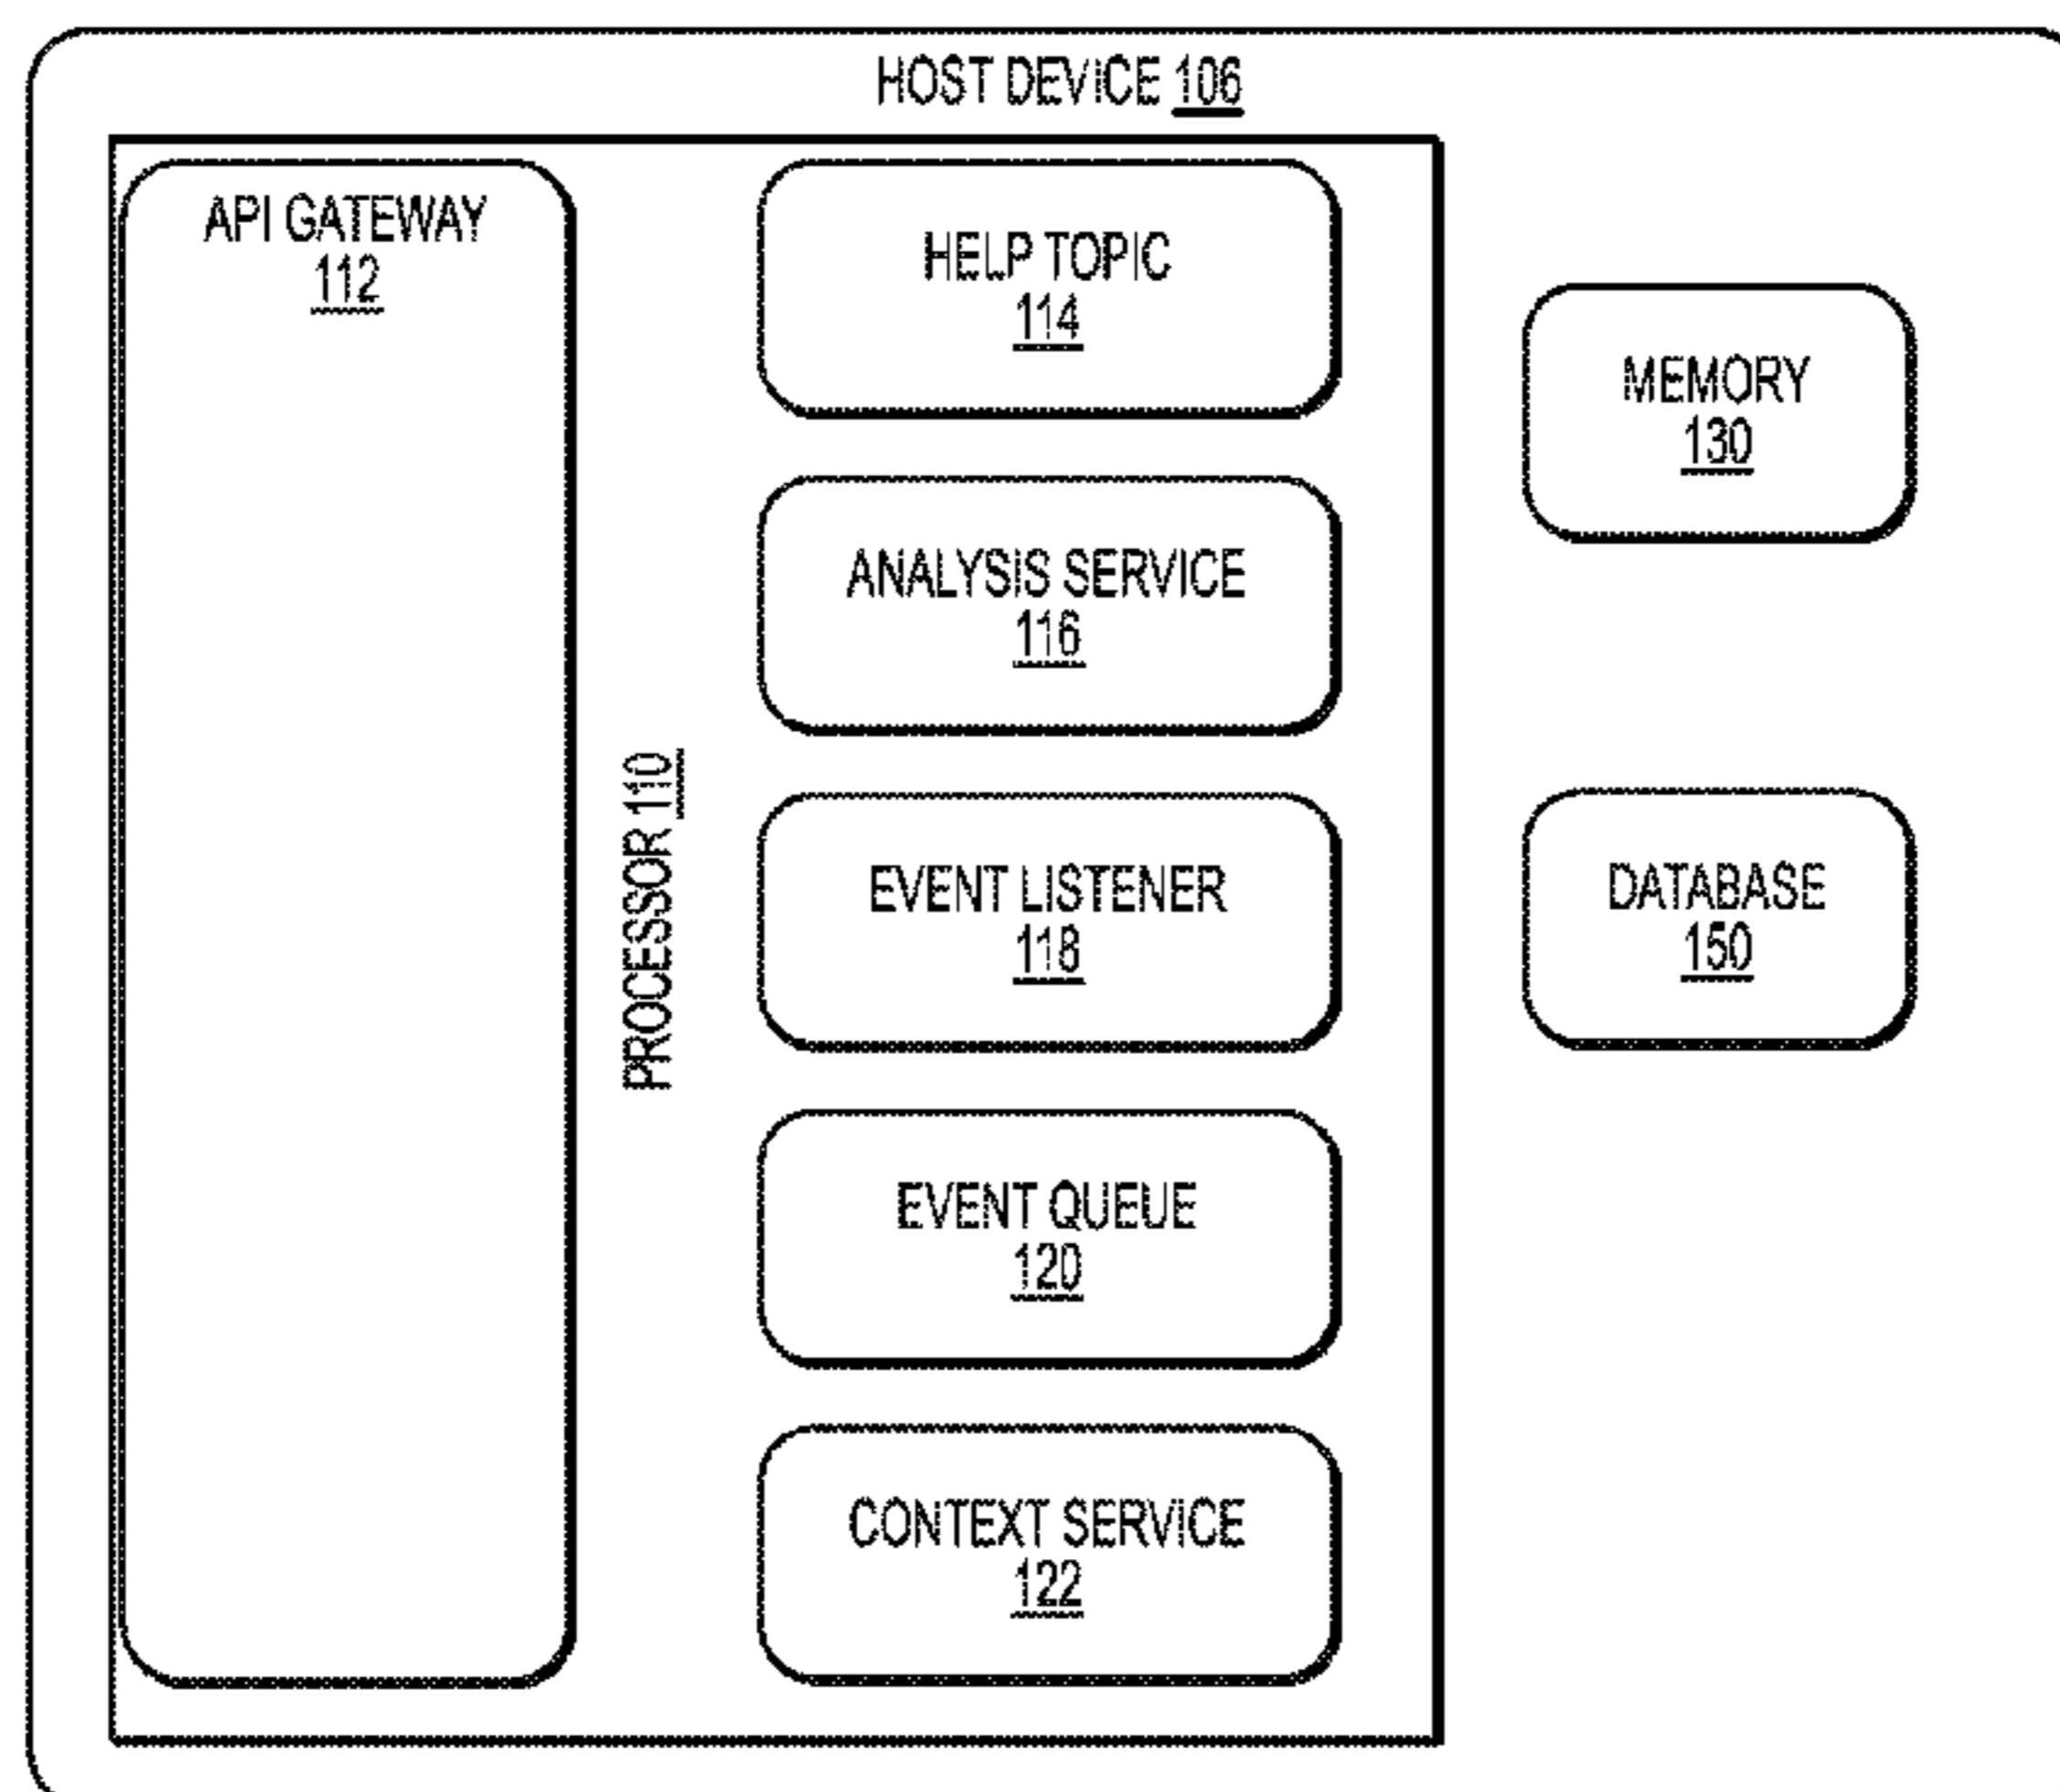 HOST DEVICE 106
API GATEWAY
112
PROCESSOR 110
HELP TOPIC
114
ANALYSIS SERVICE
116
EVENT LISTENER
118
EVENT QUEUE
120
CONTEXT SERVICE
122
MEMORY
130
DATABASE
150